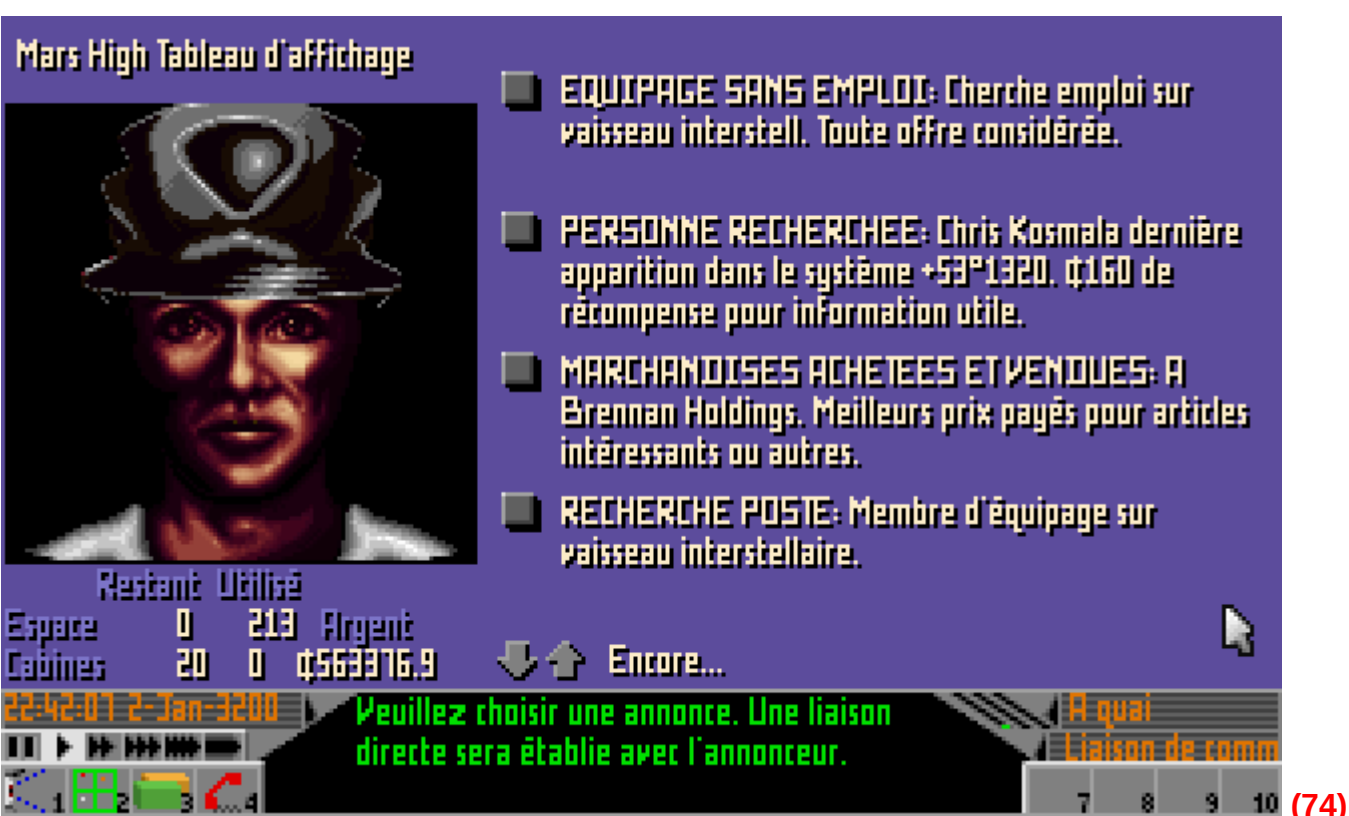 Mars High Tableau d'affichage
EQUIPAGE SANS EMPLOI: Cherche emploi sur
vaisseau interstell. Toute offre considérée.
PERSONNE RECHERCHEE: Chris Kosmala dernière
apparition dans le système +53°1320. ₵160 de
récompense pour information utile.
MARCHANDISES ACHETEES ET VENDUES: A
Brennan Holdings. Meilleurs prix payés pour articles
intéressants ou autres.
RECHERCHE POSTE: Membre d'équipage sur
vaisseau interstellaire.
Restant Utilisé
Espace 0 213 Argent
Cabines 20 0 ₵563376.9
Encore...
22:42:07 2-Jan-3200
Veuillez choisir une annonce. Une liaison
directe sera établie avec l'annonceur.
A quai
Liaison de comm
1 2 3 4
7 8 9 10
(74)